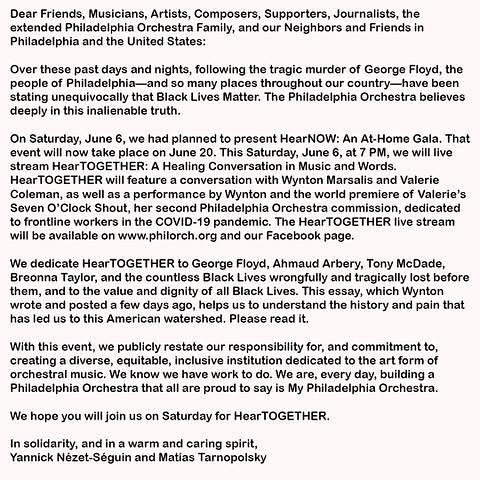 Dear Friends, Musicians, Artists, Composers, Supporters, Journalists, the
extended Philadelphia Orchestra Family, and our Neighbors and Friends in
Philadelphia and the United States:
Over these past days and nights, following the tragic murder of George Floyd, the
people of Philadelphia—and so many places throughout our country—have been
stating unequivocally that Black Lives Matter. The Philadelphia Orchestra believes
deeply in this inalienable truth.
On Saturday, June 6, we had planned to present HearNOW: An At-Home Gala. That
event will now take place on June 20. This Saturday, June 6, at 7 PM, we will live
stream HearTOGETHER: A Healing Conversation in Music and Words.
HearTOGETHER will feature a conversation with Wynton Marsalis and Valerie
Coleman, as well as a performance by Wynton and the world premiere of Valerie's
Seven O'Clock Shout, her second Philadelphia Orchestra commission, dedicated
to frontline workers in the COVID-19 pandemic. The HearTOGETHER live stream
will be available on www.philorch.org and our Facebook page.
We dedicate HearTOGETHER to George Floyd, Ahmaud Arbery, Tony McDade,
Breonna Taylor, and the countless Black Lives wrongfully and tragically lost before
them, and to the value and dignity of all Black Lives. This essay, which Wynton
wrote and posted a few days ago, helps us to understand the history and pain that
has led us to this American watershed. Please read it.
With this event, we publicly restate our responsibility for, and commitment to,
creating a diverse, equitable, inclusive institution dedicated to the art form of
orchestral music. We know we have work to do. We are, every day, building a
Philadelphia Orchestra that all are proud to say is My Philadelphia Orchestra.
We hope you will join us on Saturday for HearTOGETHER.
In solidarity, and in a warm and caring spirit,
Yannick Nézet-Séguin and Matías Tarnopolsky